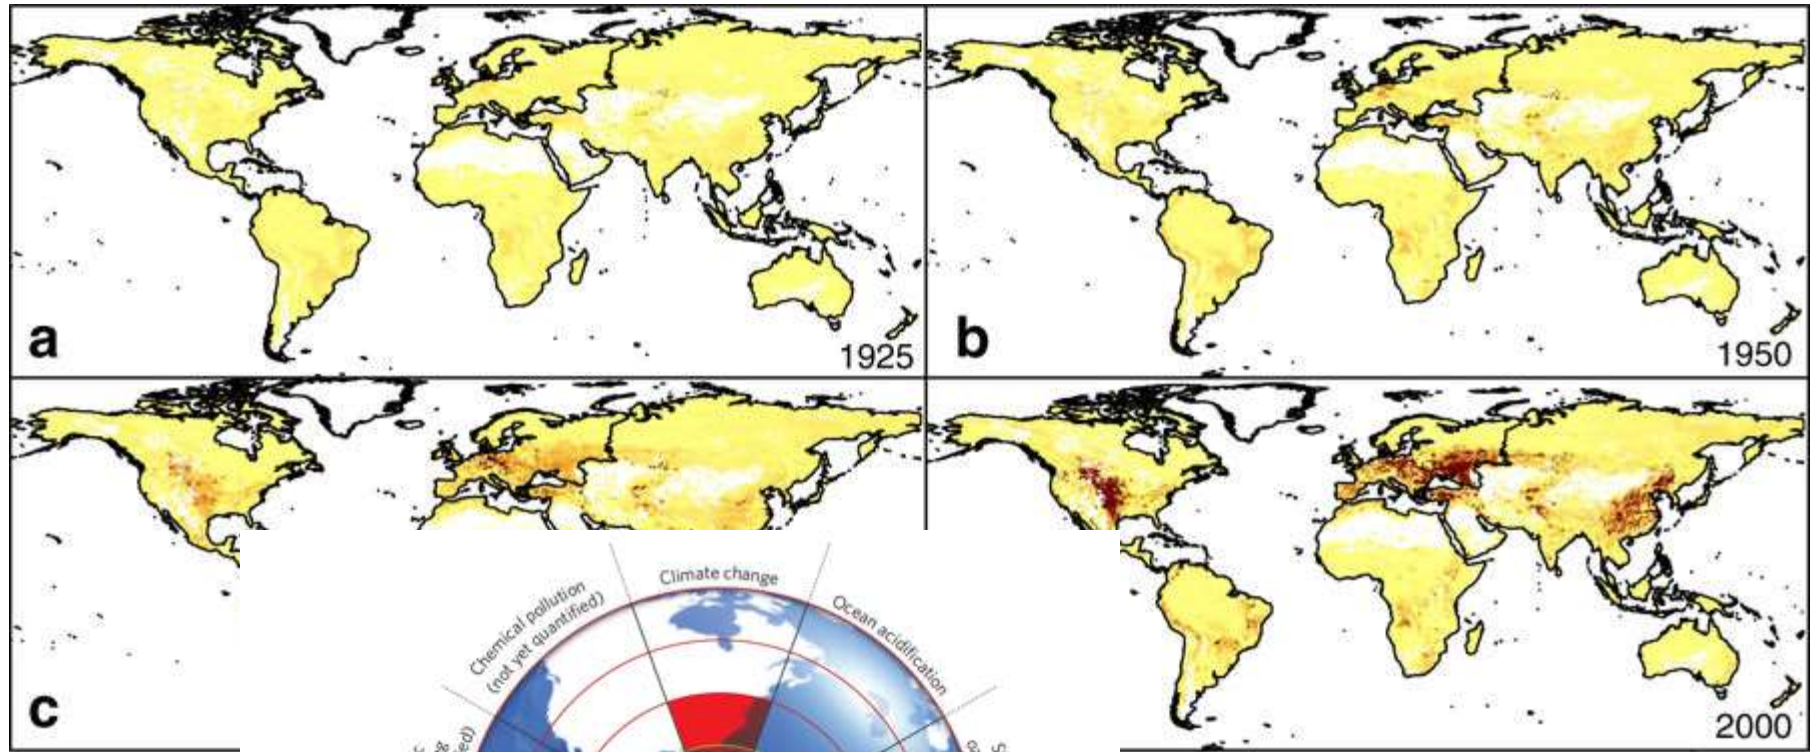 a
1925
b
1950
c
2000
Climate change
Chemical pollution
(not yet quantified)
Ocean acidification